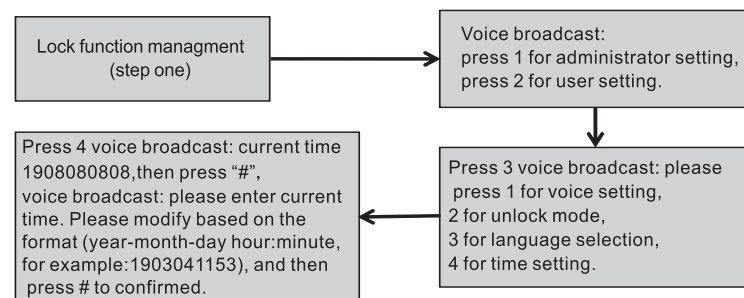 Lock function managment
(step one)
Voice broadcast:
press 1 for administrator setting,
press 2 for user setting.
Press 3 voice broadcast: please
press 1 for voice setting,
2 for unlock mode,
3 for language selection,
4 for time setting.
Press 4 voice broadcast: current time
1908080808,then press “#”,
voice broadcast: please enter current
time. Please modify based on the
format (year-month-day hour:minute,
for example:1903041153), and then
press # to confirmed.